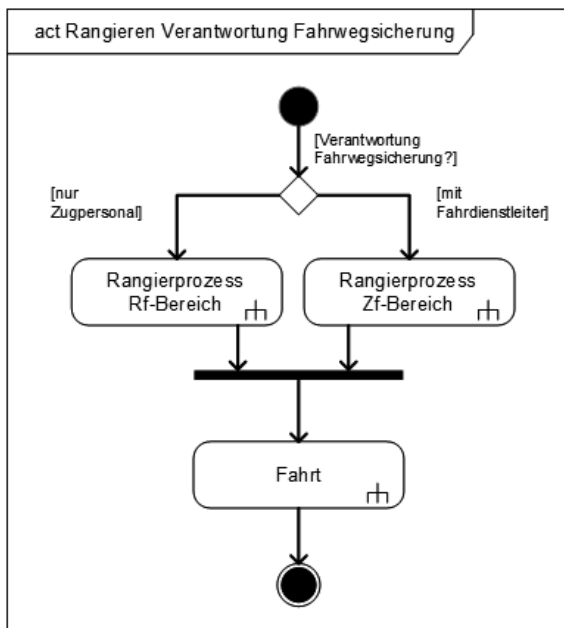 act Rangieren Verantwortung Fahrwegsicherung
[Verantwortung
Fahrwegsicherung?]
[nur
Zugpersonal]
[mit
Fahrdienstleiter]
Rangierprozess
Rf-Bereich
Rangierprozess
Zf-Bereich
Fahrt